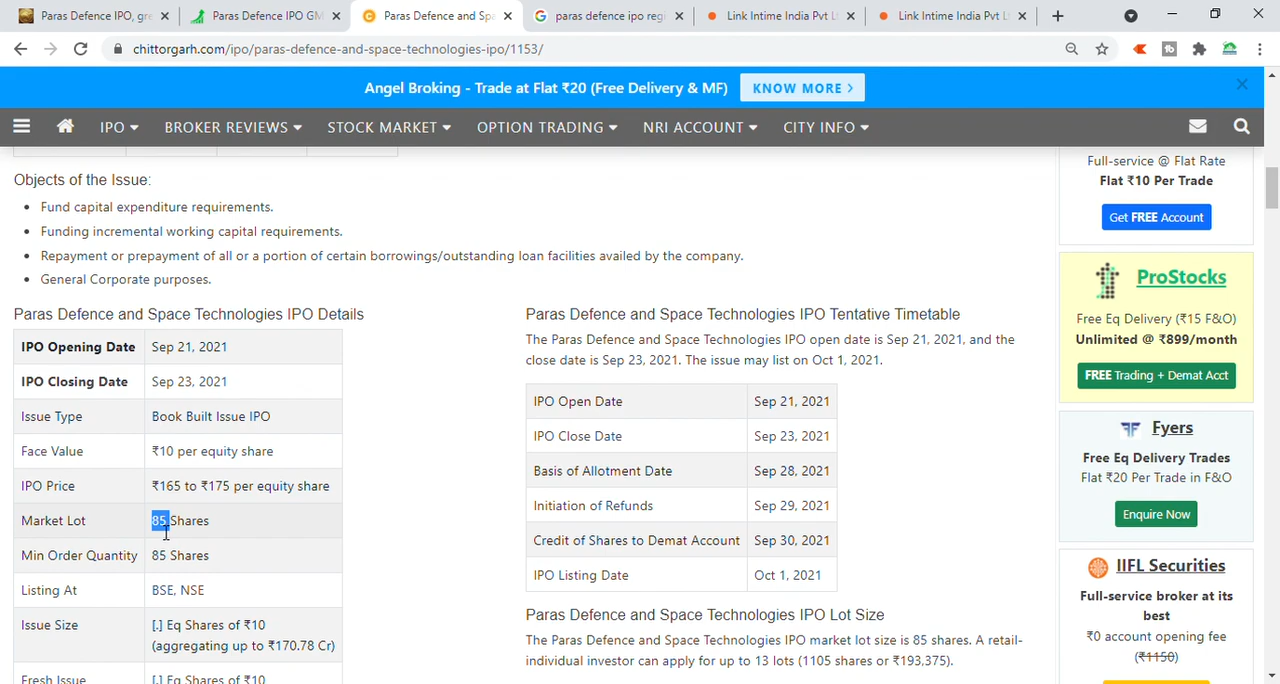 Paras Defence IPO, gre
Paras Defence IPO GM
Paras Defence and Spa
paras defence ipo regi
Link Intime India Pvt L
Link Intime India Pvt L
chittorgarh.com/ipo/paras-defence-and-space-technologies-ipo/1153/
Angel Broking - Trade at Flat ₹20 (Free Delivery & MF)
KNOW MORE >
IPO
BROKER REVIEWS
STOCK MARKET
OPTION TRADING
NRI ACCOUNT
CITY INFO
Objects of the Issue:
Fund capital expenditure requirements.
Funding incremental working capital requirements.
Repayment or prepayment of all or a portion of certain borrowings/outstanding loan facilities availed by the company.
General Corporate purposes.
Paras Defence and Space Technologies IPO Details
IPO Opening Date Sep 21, 2021
IPO Closing Date Sep 23, 2021
Issue Type Book Built Issue IPO
Face Value ₹10 per equity share
IPO Price ₹165 to ₹175 per equity share
Market Lot 85 Shares
Min Order Quantity 85 Shares
Listing At BSE, NSE
Issue Size [.] Eq Shares of ₹10
(aggregating up to ₹170.78 Cr)
Fresh Issue [.] Eq Shares of ₹10
Paras Defence and Space Technologies IPO Tentative Timetable
The Paras Defence and Space Technologies IPO open date is Sep 21, 2021, and the
close date is Sep 23, 2021. The issue may list on Oct 1, 2021.
IPO Open Date Sep 21, 2021
IPO Close Date Sep 23, 2021
Basis of Allotment Date Sep 28, 2021
Initiation of Refunds Sep 29, 2021
Credit of Shares to Demat Account Sep 30, 2021
IPO Listing Date Oct 1, 2021
Paras Defence and Space Technologies IPO Lot Size
The Paras Defence and Space Technologies IPO market lot size is 85 shares. A retail-
individual investor can apply for up to 13 lots (1105 shares or ₹193,375).
Full-service @ Flat Rate
Flat ₹10 Per Trade
Get FREE Account
ProStocks
Free Eq Delivery (₹15 F&O)
Unlimited @ ₹899/month
FREE Trading + Demat Acct
Fyers
Free Eq Delivery Trades
Flat ₹20 Per Trade in F&O
Enquire Now
IIFL Securities
Full-service broker at its
best
₹0 account opening fee
(₹1150)